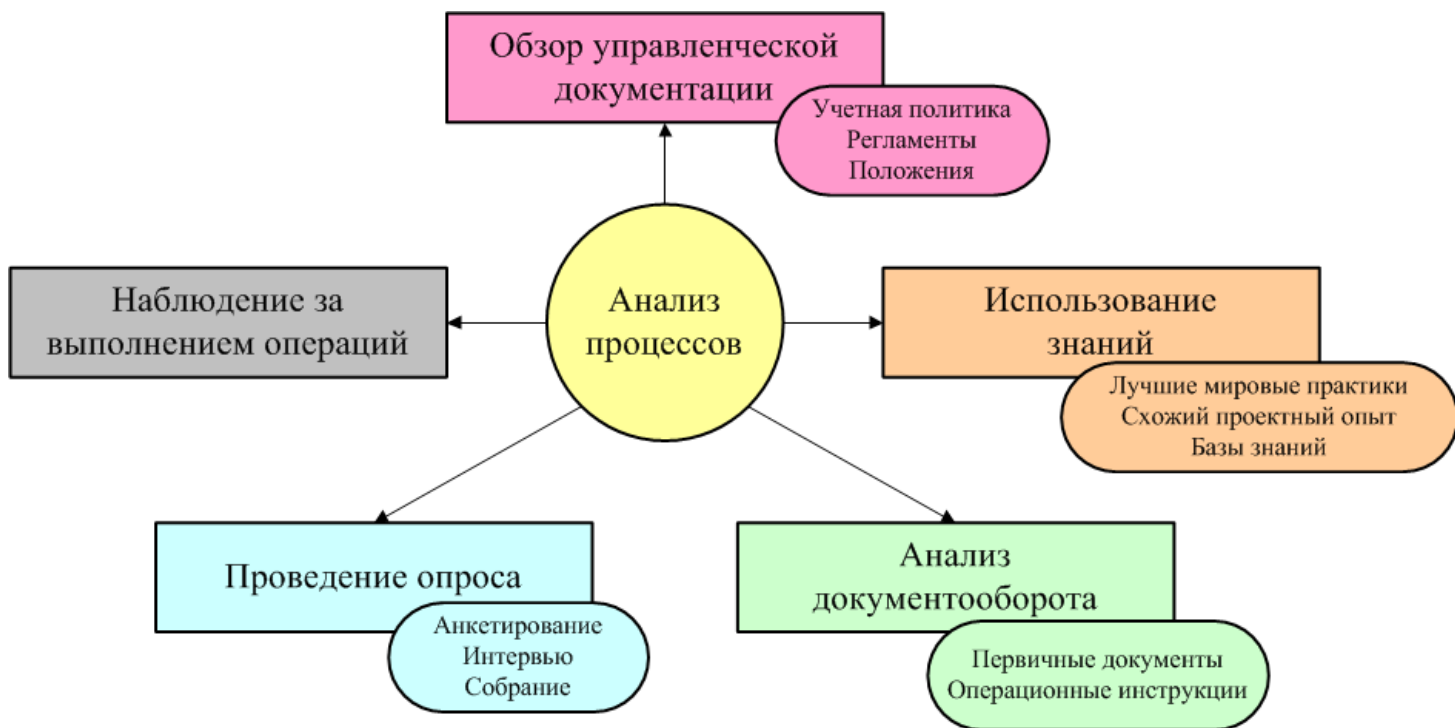 Обзор управленческой
документации
Учетная политика
Регламенты
Положения
Наблюдение за
выполнением операций
Анализ
процессов
Использование
знаний
Лучшие мировые практики
Схожий проектный опыт
Базы знаний
Проведение опроса
Анкетирование
Интервью
Собрание
Анализ
документооборота
Первичные документы
Операционные инструкции